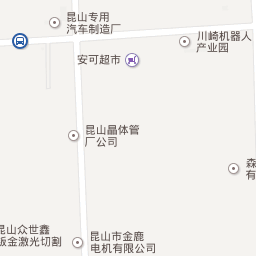 昆山专用
汽车制造厂
川崎机器人
产业园
安可超市
昆山晶体管
厂公司
森
有
昆山众世鑫
钣金激光切割
昆山市金鹿
电机有限公司